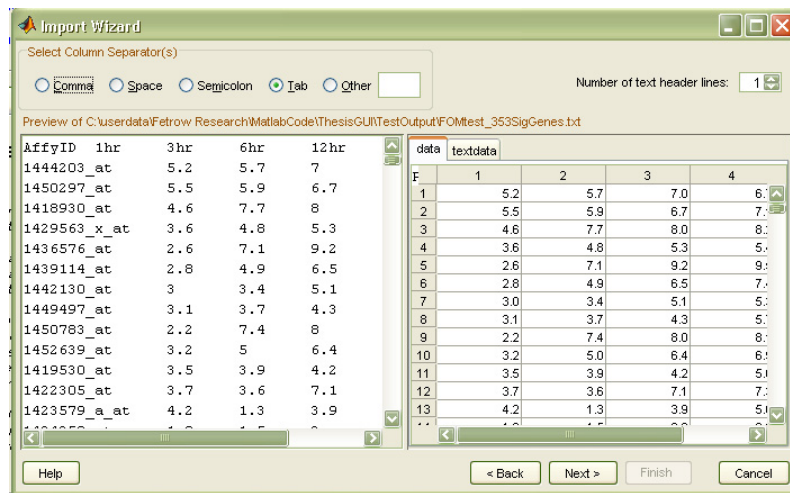 Import Wizard
Select Column Separator(s)
Comma Space Semicolon Tab Other
Number of text header lines: 1
Preview of C:\userdata\Fetrow Research\MatlabCode\ThesisGUI\TestOutput\FOMtest_353SigGenes.txt
AffyID 1hr 3hr 6hr 12hr
1444203_at 5.2 5.7 7
1450297_at 5.5 5.9 6.7
1418930_at 4.6 7.7 8
1429563_x_at 3.6 4.8 5.3
1436576_at 2.6 7.1 9.2
1439114_at 2.8 4.9 6.5
1442130_at 3 3.4 5.1
1449497_at 3.1 3.7 4.3
1450783_at 2.2 7.4 8
1452639_at 3.2 5 6.4
1419530_at 3.5 3.9 4.2
1422305_at 3.7 3.6 7.1
1423579_a_at 4.2 1.3 3.9
data textdata
1 2 3 4
1 5.2 5.7 7.0
2 5.5 5.9 6.7
3 4.6 7.7 8.0
4 3.6 4.8 5.3
5 2.6 7.1 9.2
6 2.8 4.9 6.5
7 3.0 3.4 5.1
8 3.1 3.7 4.3
9 2.2 7.4 8.0
10 3.2 5.0 6.4
11 3.5 3.9 4.2
12 3.7 3.6 7.1
13 4.2 1.3 3.9
Help < Back Next > Finish Cancel